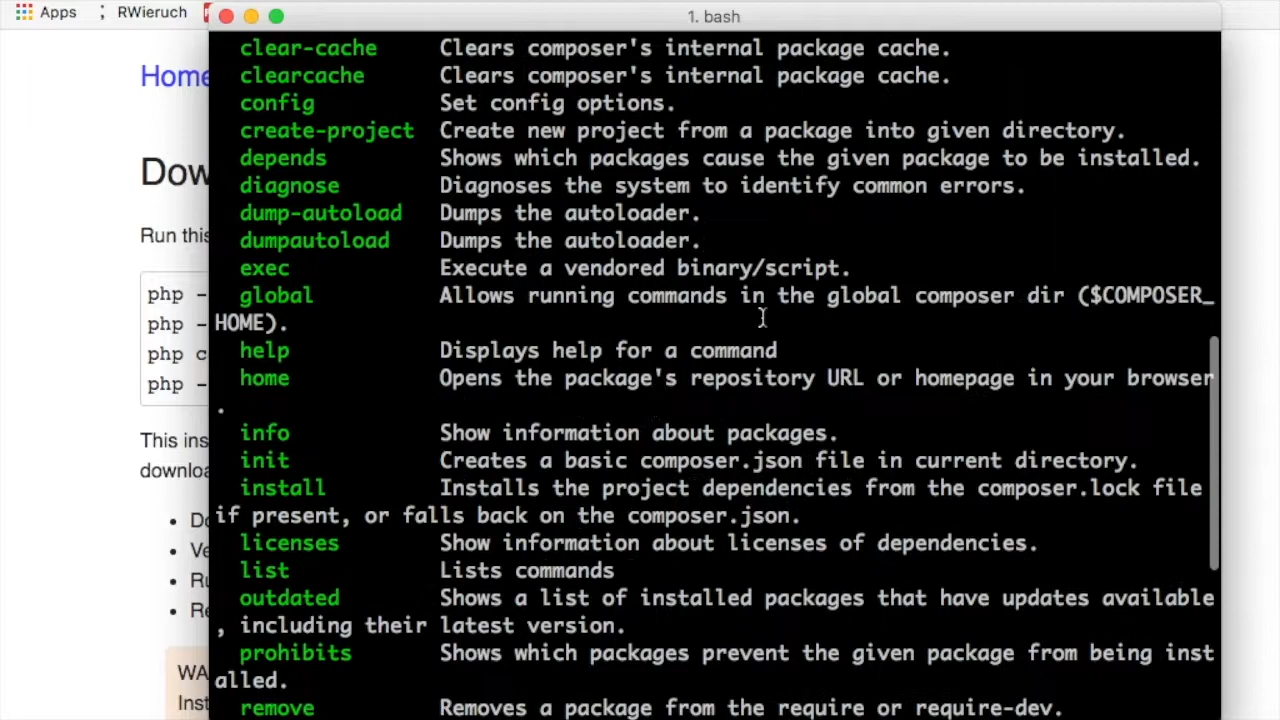 Apps ; RWieruch
1. bash
Home
Dow
Run this
php -
php -
php c
php -
This ins
downloa
• Do
• Ve
• Ru
• Re
WA
Inst
clear-cache Clears composer's internal package cache.
clearcache Clears composer's internal package cache.
config Set config options.
create-project Create new project from a package into given directory.
depends Shows which packages cause the given package to be installed.
diagnose Diagnoses the system to identify common errors.
dump-autoload Dumps the autoloader.
dumpautoload Dumps the autoloader.
exec Execute a vendored binary/script.
global Allows running commands in the global composer dir ($COMPOSER_
HOME).
help Displays help for a command
home Opens the package's repository URL or homepage in your browser
.
info Show information about packages.
init Creates a basic composer.json file in current directory.
install Installs the project dependencies from the composer.lock file
if present, or falls back on the composer.json.
licenses Show information about licenses of dependencies.
list Lists commands
outdated Shows a list of installed packages that have updates available
, including their latest version.
prohibits Shows which packages prevent the given package from being inst
alled.
remove Removes a package from the require or require-dev.